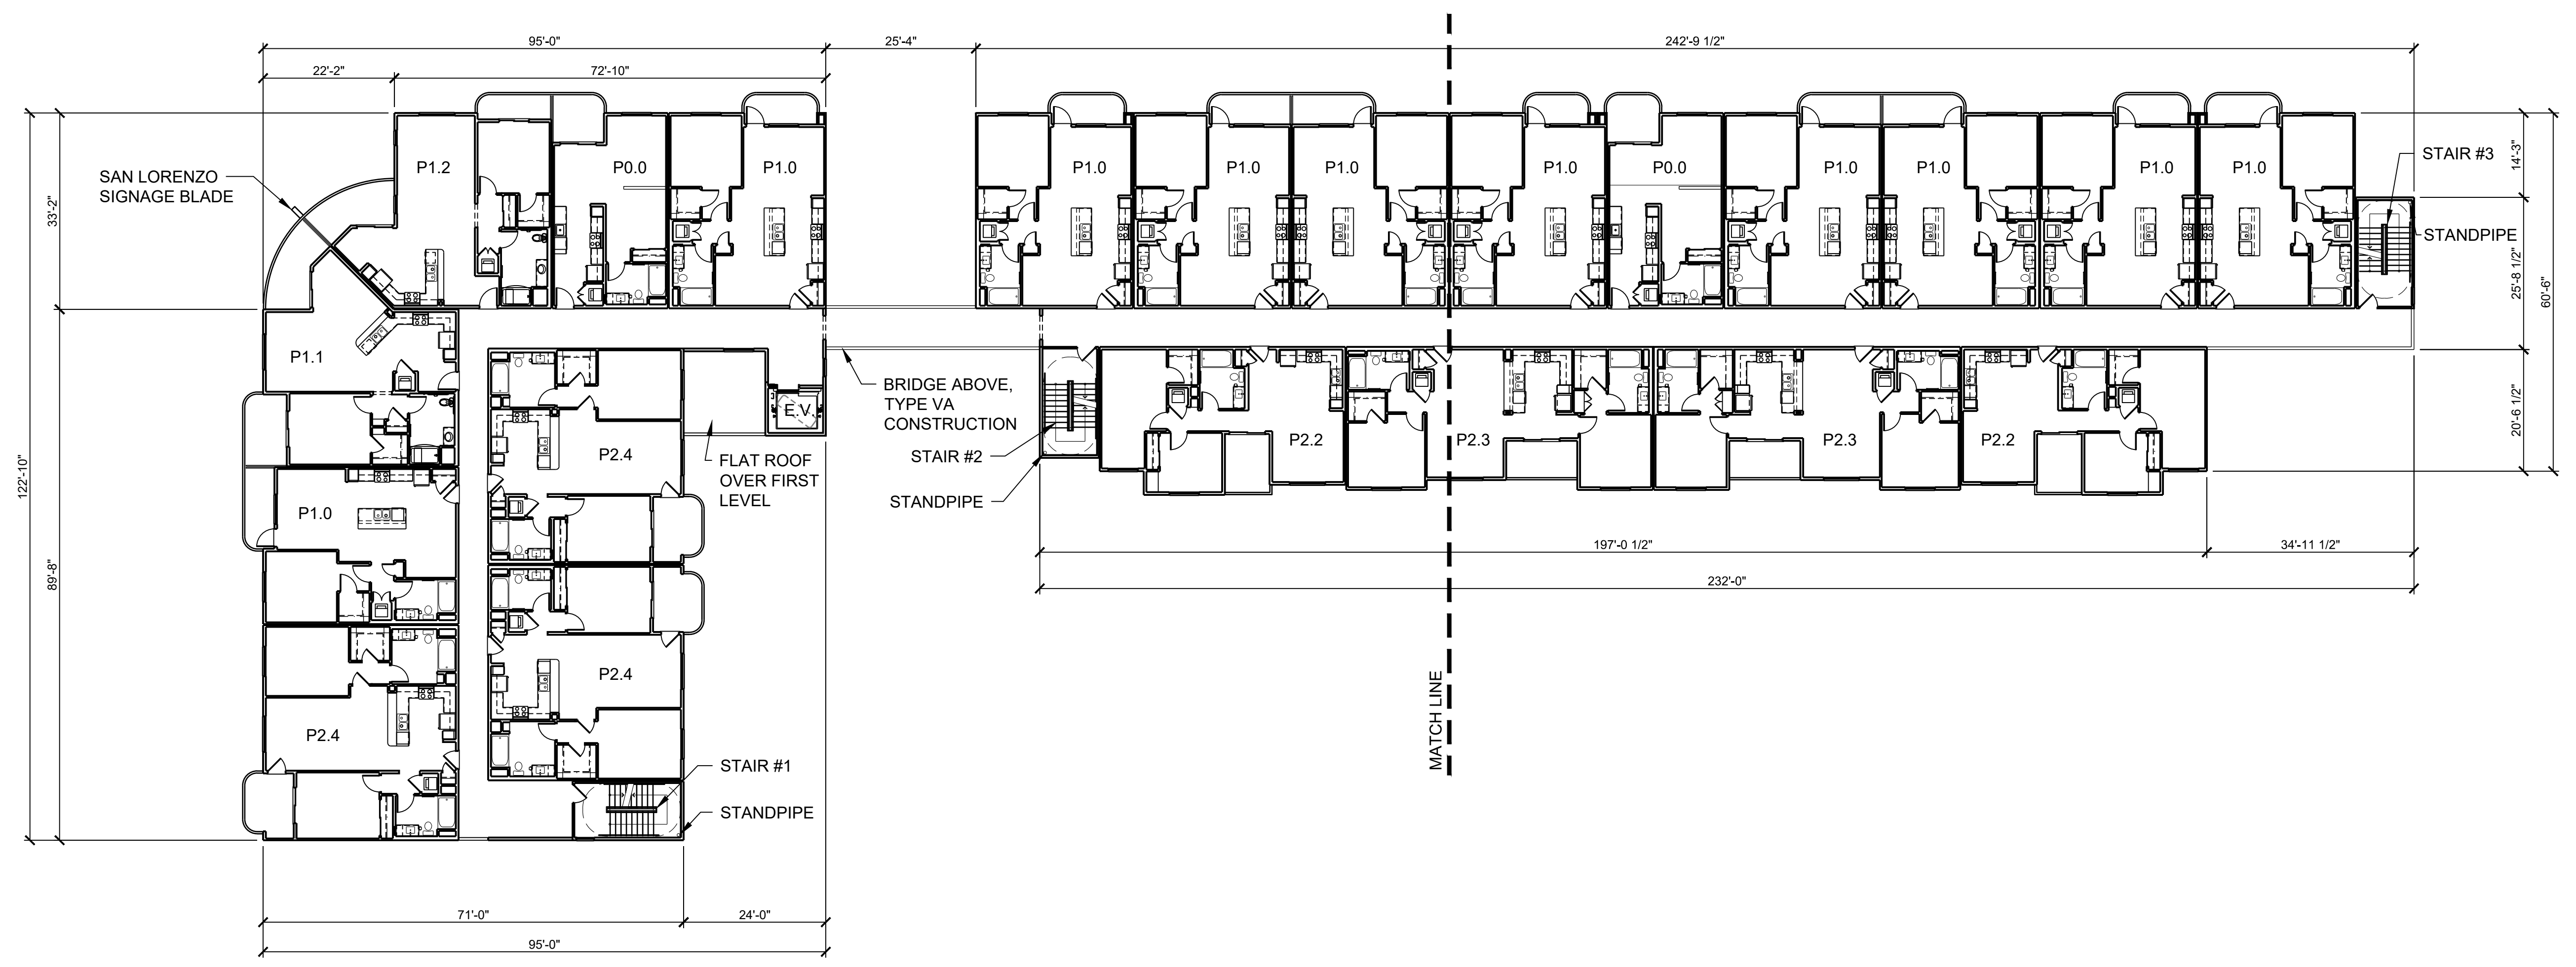 95'-0"
25'-4"
242'-9 1/2"
22'-2"
72'-10"
SAN LORENZO
SIGNAGE BLADE
P1.2
P0.0
P1.0
P1.0
P1.0
P1.0
P1.0
P0.0
P1.0
P1.0
P1.0
P1.0
STAIR #3
STANDPIPE
14'-3"
25'-8 1/2"
20'-6 1/2"
60'-6"
33'-2"
122'-10"
89'-8"
P1.1
P1.0
P2.4
P2.4
P2.4
E.V.
BRIDGE ABOVE,
TYPE VA
CONSTRUCTION
STAIR #2
STANDPIPE
FLAT ROOF
OVER FIRST
LEVEL
P2.2
P2.3
P2.3
P2.2
197'-0 1/2"
34'-11 1/2"
232'-0"
MATCH LINE
STAIR #1
STANDPIPE
71'-0"
24'-0"
95'-0"